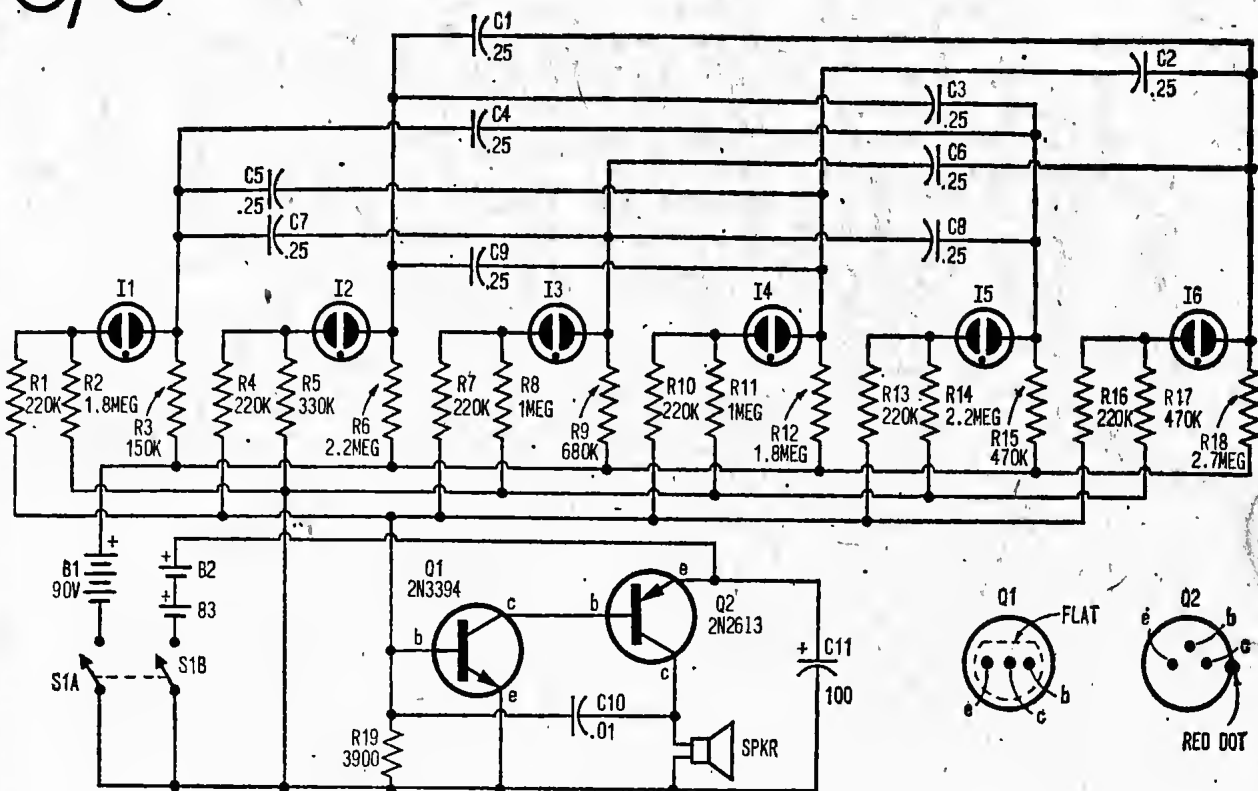 C1
.25
C2
.25
C3
.25
C4
.25
C6
.25
C5
.25
C7
.25
C8
.25
C9
.25
I1
I2
I3
I4
I5
I6
R1
220K
R2
1.8MEG
R3
150K
R4
220K
R5
330K
R6
2.2MEG
R7
220K
R8
1MEG
R9
680K
R10
220K
R11
1MEG
R12
1.8MEG
R13
220K
R14
2.2MEG
R15
470K
R16
220K
R17
470K
R18
2.7MEG
+
B1
90V
+
B2
+
B3
S1A
S1B
Q1
2N3394
c
b
e
e
b
c
Q2
2N2613
+
C11
100
C10
.01
R19
3900
SPKR
Q1
FLAT
e
c
b
Q2
e
b
c
RED DOT